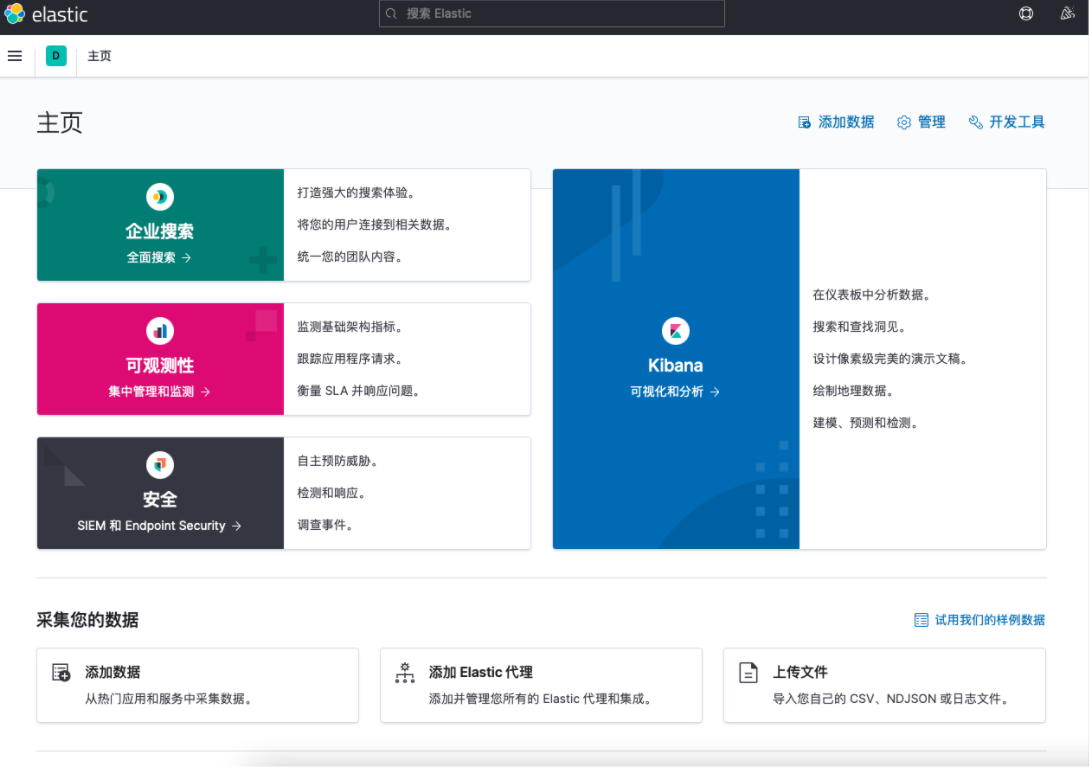 elastic
搜索 Elastic
D
主页
主页
添加数据
管理
开发工具
企业搜索
全面搜索 →
打造强大的搜索体验。
将您的用户连接到相关数据。
统一您的团队内容。
可观测性
集中管理和监测 →
监测基础架构指标。
跟踪应用程序请求。
衡量 SLA 并响应问题。
安全
SIEM 和 Endpoint Security →
自主预防威胁。
检测和响应。
调查事件。
Kibana
可视化和分析 →
在仪表板中分析数据。
搜索和查找洞见。
设计像素级完美的演示文稿。
绘制地理数据。
建模、预测和检测。
采集您的数据
试用我们的样例数据
添加数据
从热门应用和服务中采集数据。
添加 Elastic 代理
添加并管理您所有的 Elastic 代理和集成。
上传文件
导入您自己的 CSV、NDJSON 或日志文件。